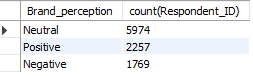 Brand_perception count(Respondent_ID)
Neutral 5974
Positive 2257
Negative 1769